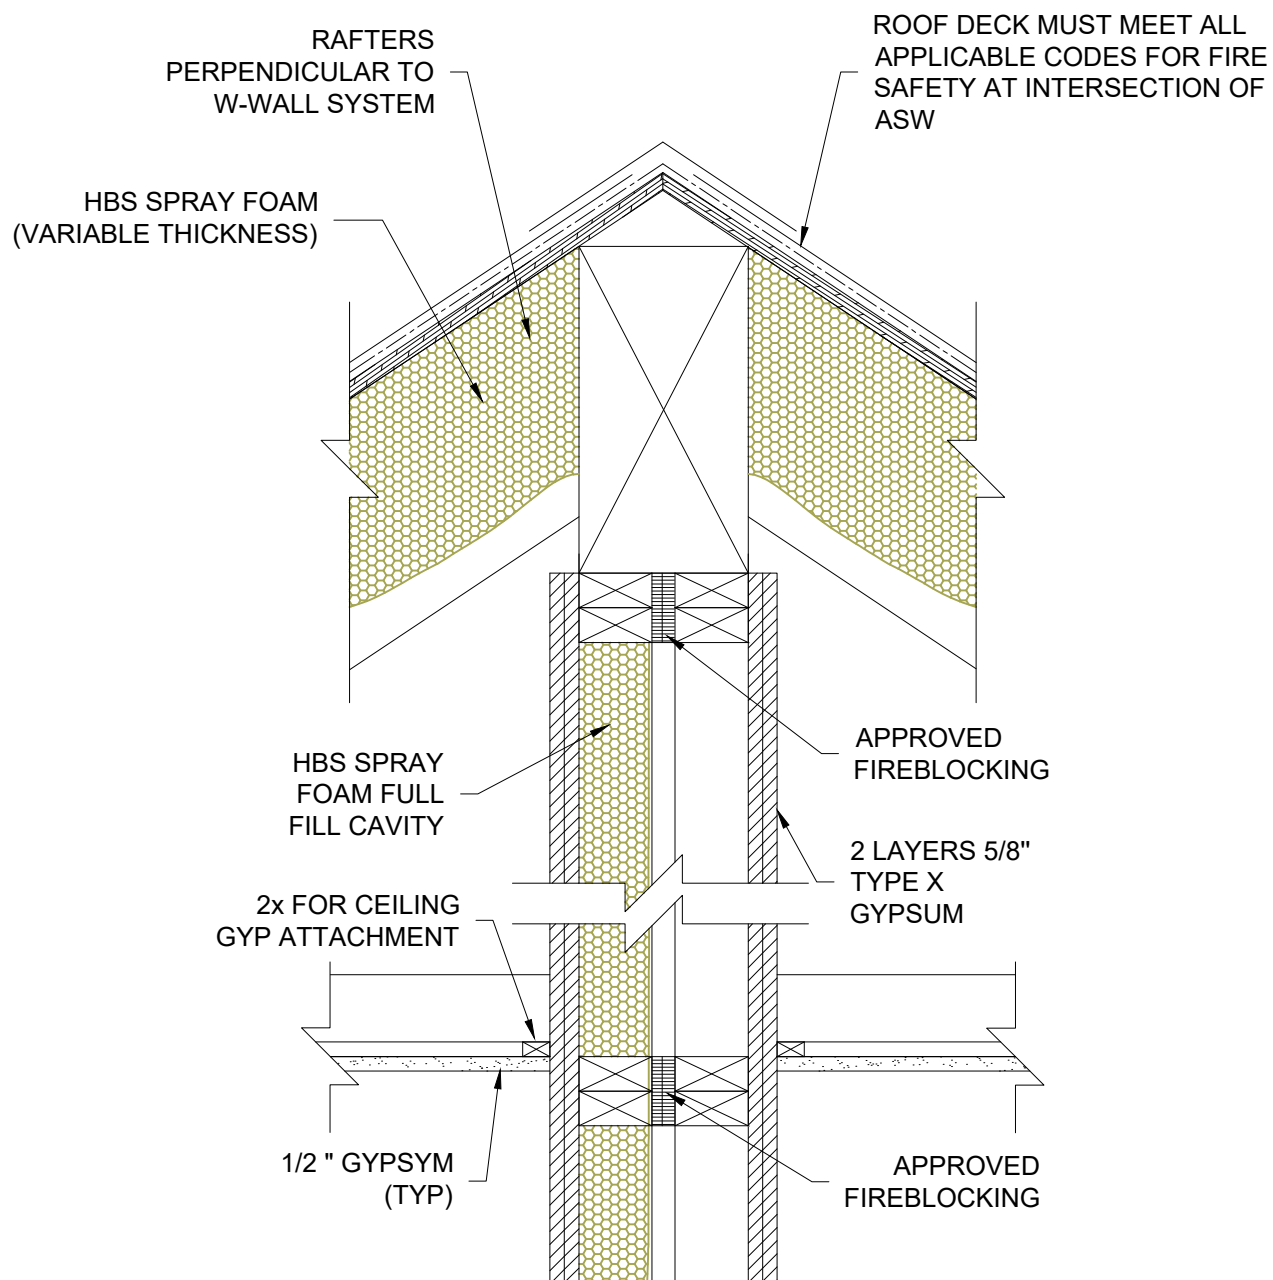 RAFTERS
PERPENDICULAR TO
W-WALL SYSTEM
ROOF DECK MUST MEET ALL
APPLICABLE CODES FOR FIRE
SAFETY AT INTERSECTION OF
ASW
HBS SPRAY FOAM
(VARIABLE THICKNESS)
APPROVED
FIREBLOCKING
HBS SPRAY
FOAM FULL
FILL CAVITY
2 LAYERS 5/8"
TYPE X
GYPSUM
2x FOR CEILING
GYP ATTACHMENT
1/2 " GYPSYM
(TYP)
APPROVED
FIREBLOCKING